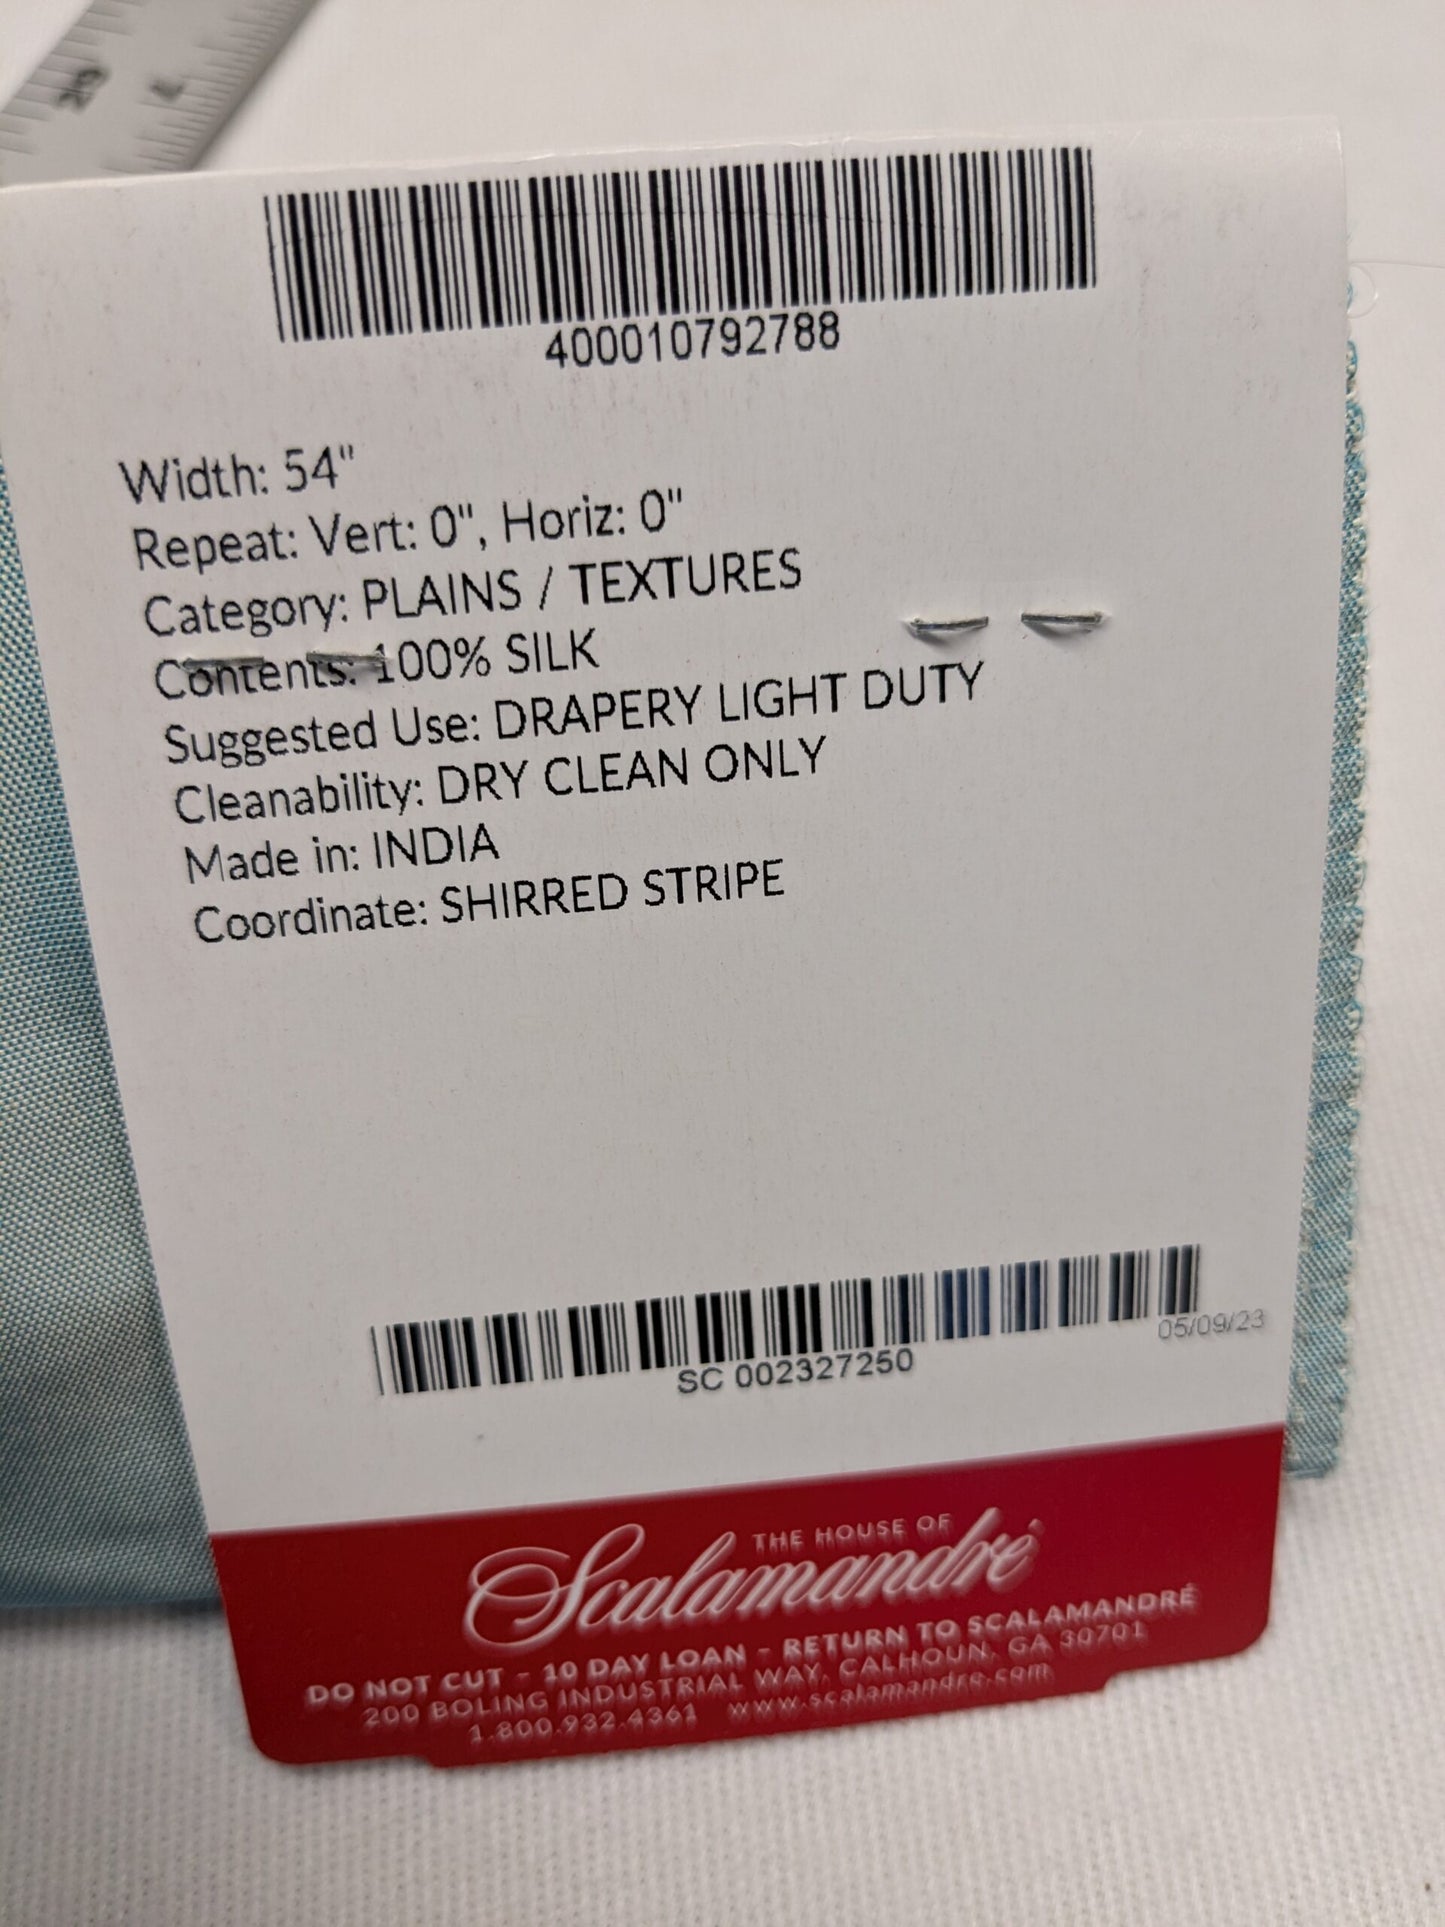 20
7
400010792788
Width: 54"
Repeat: Vert: 0", Horiz: 0"
Category: PLAINS / TEXTURES
Contents: 100% SILK
Suggested Use: DRAPERY LIGHT DUTY
Cleanability: DRY CLEAN ONLY
Made in: INDIA
Coordinate: SHIRRED STRIPE
05/09/23
SC 002327250
THE HOUSE OF
Scalamandré
DO NOT CUT - 10 DAY LOAN - RETURN TO SCALAMANDRÉ
200 BOLING INDUSTRIAL WAY, CALHOUN, GA 30701
1.800.932.4361 www.scalamandre.com